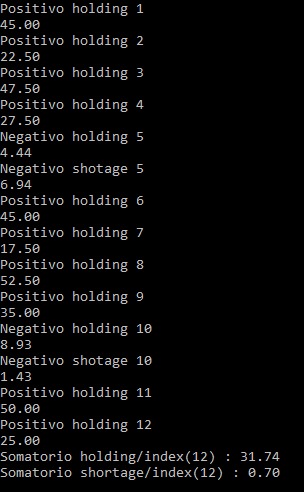 Positivo holding 1
45.00
Positivo holding 2
22.50
Positivo holding 3
47.50
Positivo holding 4
27.50
Negativo holding 5
4.44
Negativo shotage 5
6.94
Positivo holding 6
45.00
Positivo holding 7
17.50
Positivo holding 8
52.50
Positivo holding 9
35.00
Negativo holding 10
8.93
Negativo shotage 10
1.43
Positivo holding 11
50.00
Positivo holding 12
25.00
Somatorio holding/index(12) : 31.74
Somatorio shortage/index(12) : 0.70